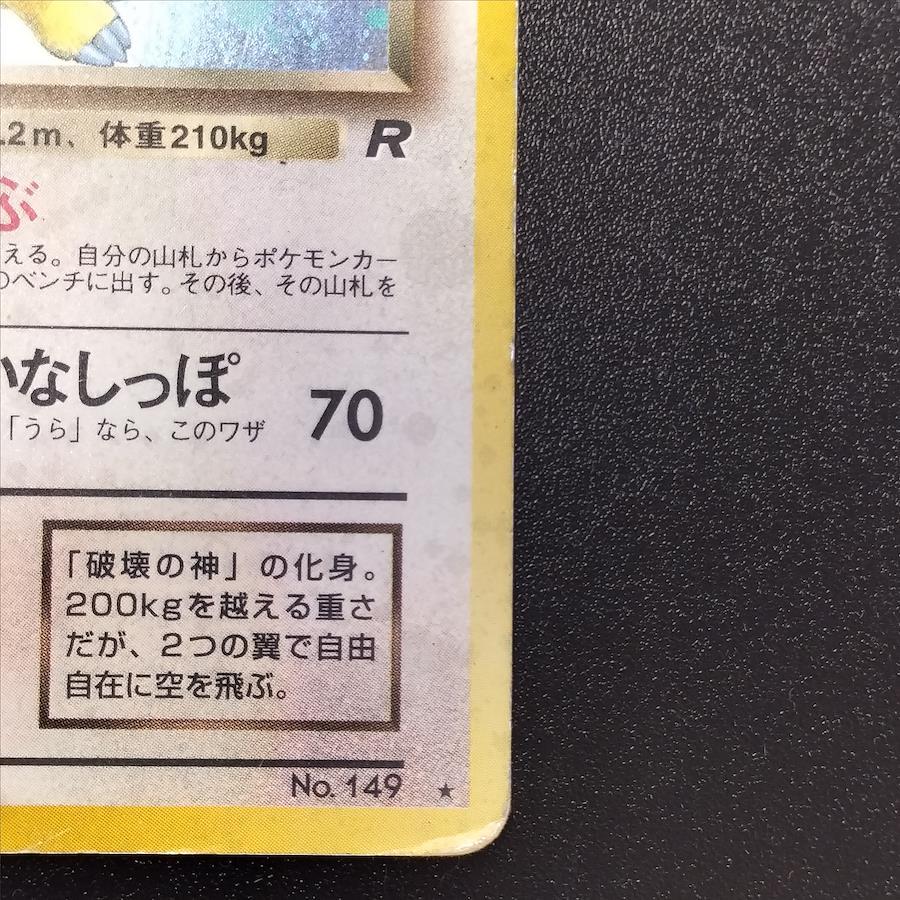 .2m、体重210kg R
ぶ
える。自分の山札からポケモンカー
のベンチに出す。その後、その山札を
いなしっぽ 70
「うら」なら、このワザ
「破壊の神」の化身。
200kgを越える重さ
だが、2つの翼で自由
自在に空を飛ぶ。
No. 149 ★